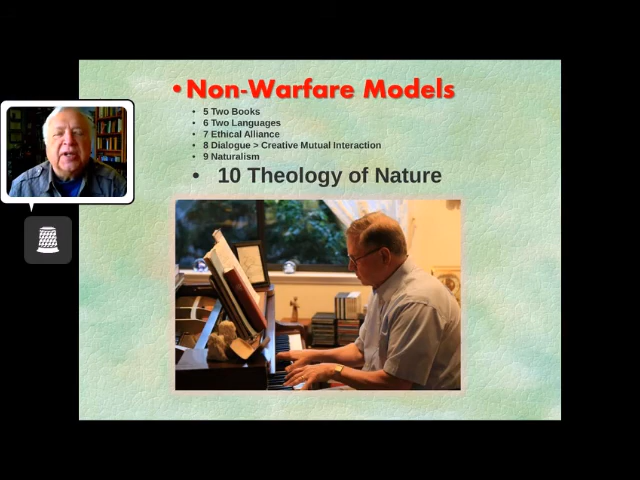 •Non-Warfare Models
• 5 Two Books
• 6 Two Languages
• 7 Ethical Alliance
• 8 Dialogue > Creative Mutual Interaction
• 9 Naturalism
• 10 Theology of Nature